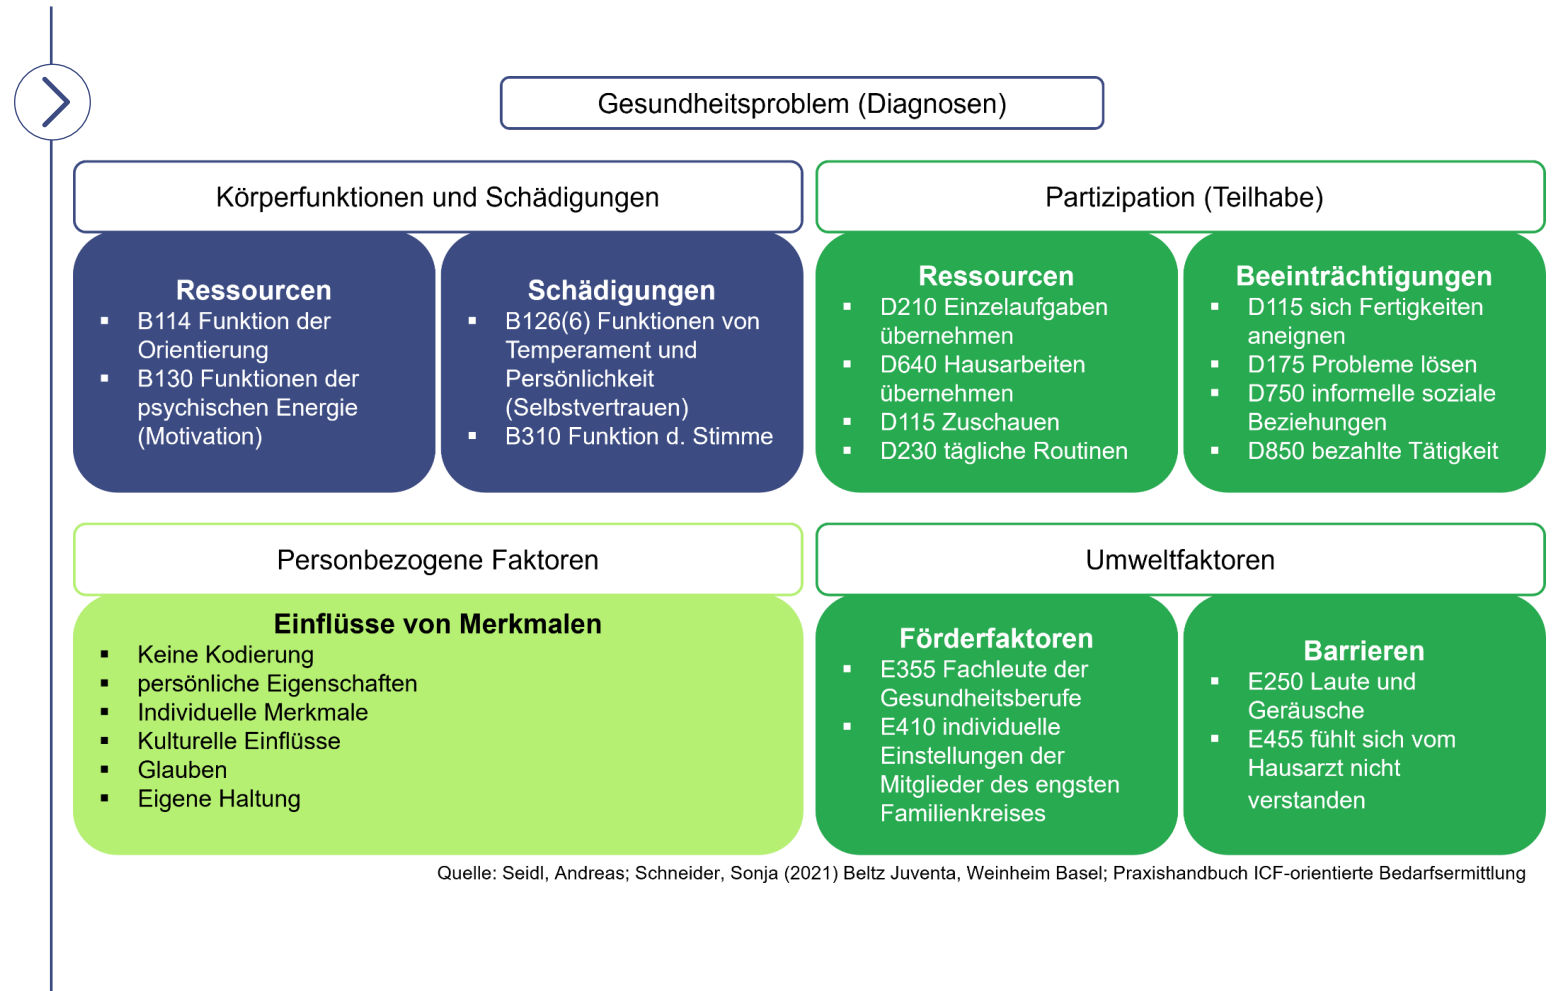 Gesundheitsproblem (Diagnosen)
Körperfunktionen und Schädigungen
Ressourcen
▪ B114 Funktion der
Orientierung
▪ B130 Funktionen der
psychischen Energie
(Motivation)
Schädigungen
▪ B126(6) Funktionen von
Temperament und
Persönlichkeit
(Selbstvertrauen)
▪ B310 Funktion d. Stimme
Partizipation (Teilhabe)
Ressourcen
▪ D210 Einzelaufgaben
übernehmen
▪ D640 Hausarbeiten
übernehmen
▪ D115 Zuschauen
▪ D230 tägliche Routinen
Beeinträchtigungen
▪ D115 sich Fertigkeiten
aneignen
▪ D175 Probleme lösen
▪ D750 informelle soziale
Beziehungen
▪ D850 bezahlte Tätigkeit
Personbezogene Faktoren
Einflüsse von Merkmalen
▪ Keine Kodierung
▪ persönliche Eigenschaften
▪ Individuelle Merkmale
▪ Kulturelle Einflüsse
▪ Glauben
▪ Eigene Haltung
Umweltfaktoren
Förderfaktoren
▪ E355 Fachleute der
Gesundheitsberufe
▪ E410 individuelle
Einstellungen der
Mitglieder des engsten
Familienkreises
Barrieren
▪ E250 Laute und
Geräusche
▪ E455 fühlt sich vom
Hausarzt nicht
verstanden
Quelle: Seidl, Andreas; Schneider, Sonja (2021) Beltz Juventa, Weinheim Basel; Praxishandbuch ICF-orientierte Bedarfsermittlung